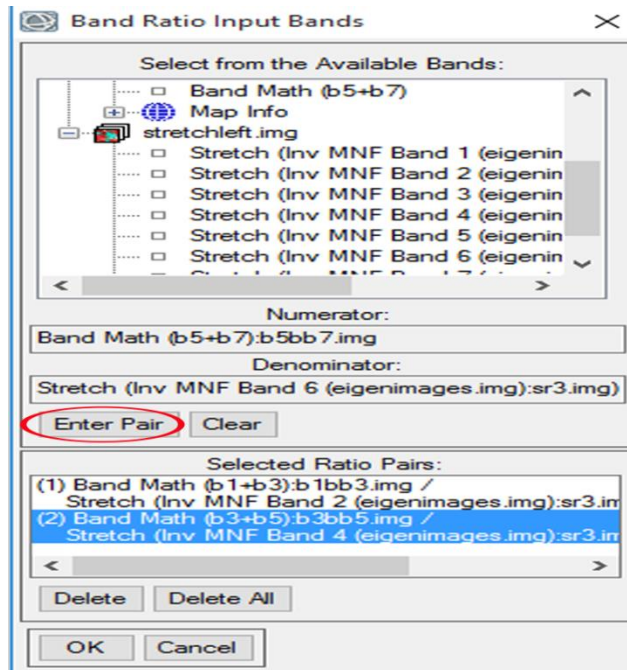 Band Ratio Input Bands
Select from the Available Bands:
Band Math (b5+b7)
Map Info
stretchleft.img
Stretch (Inv MNF Band 1 (eigenin
Stretch (Inv MNF Band 2 (eigenin
Stretch (Inv MNF Band 3 (eigenin
Stretch (Inv MNF Band 4 (eigenin
Stretch (Inv MNF Band 5 (eigenin
Stretch (Inv MNF Band 6 (eigenin
Numerator:
Band Math (b5+b7):b5bb7.img
Denominator:
Stretch (Inv MNF Band 6 (eigenimages.img):sr3.img)
Enter Pair Clear
Selected Ratio Pairs:
(1) Band Math (b1+b3):b1bb3.img /
Stretch (Inv MNF Band 2 (eigenimages.img):sr3.im
(2) Band Math (b3+b5):b3bb5.img /
Stretch (Inv MNF Band 4 (eigenimages.img):sr3.im
Delete Delete All
OK Cancel